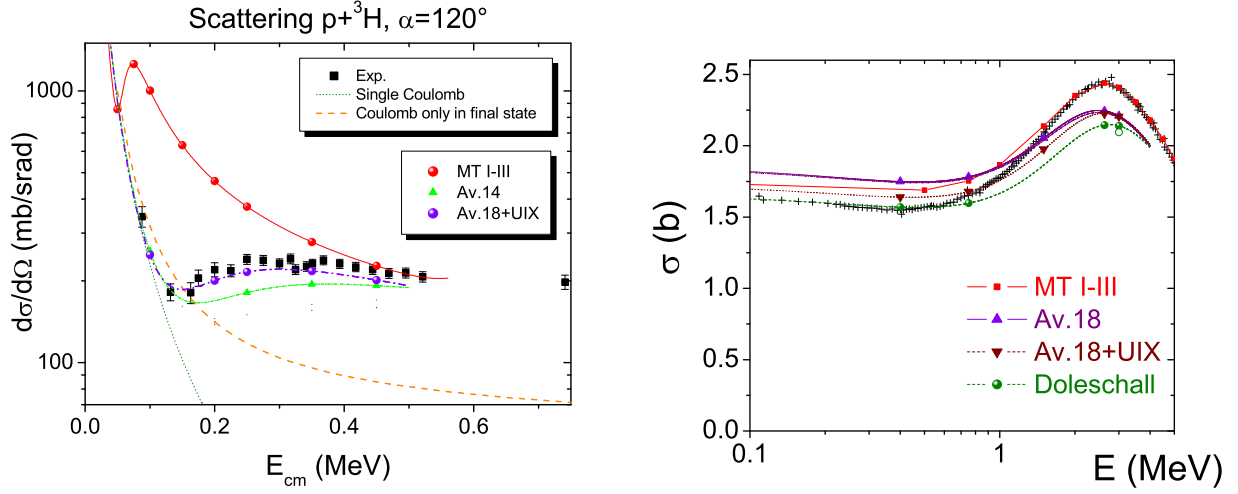 Scattering p+³H, α=120°
dσ/dΩ (mb/srad)
1000
100
Exp.
Single Coulomb
Coulomb only in final state
MT I-III
Av.14
Av.18+UIX
0.0 0.2 0.4 0.6
E_cm (MeV)
σ (b)
2.5
2.0
1.5
1.0
0.5
0.0
MT I-III
Av.18
Av.18+UIX
Doleschall
0.1 1
E (MeV)